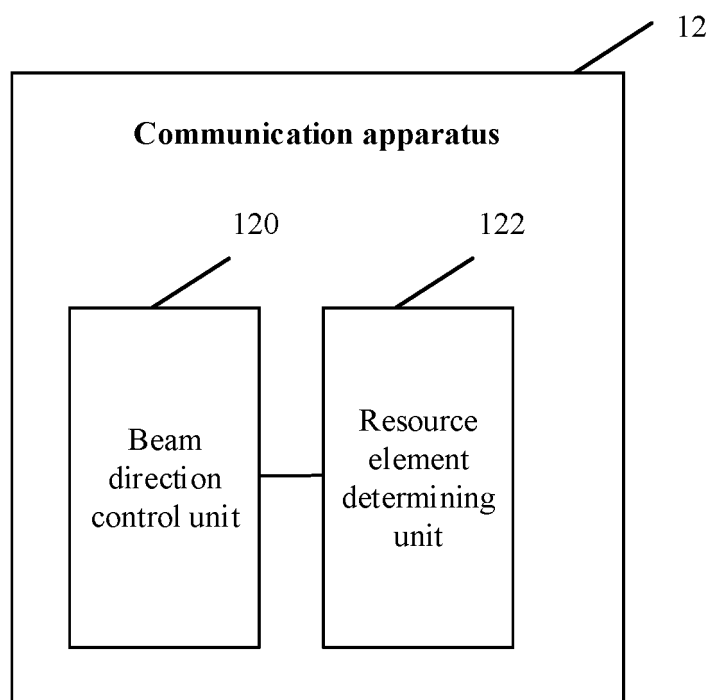 12
Communication apparatus
120
122
Beam
direction
control unit
Resource
element
determining
unit